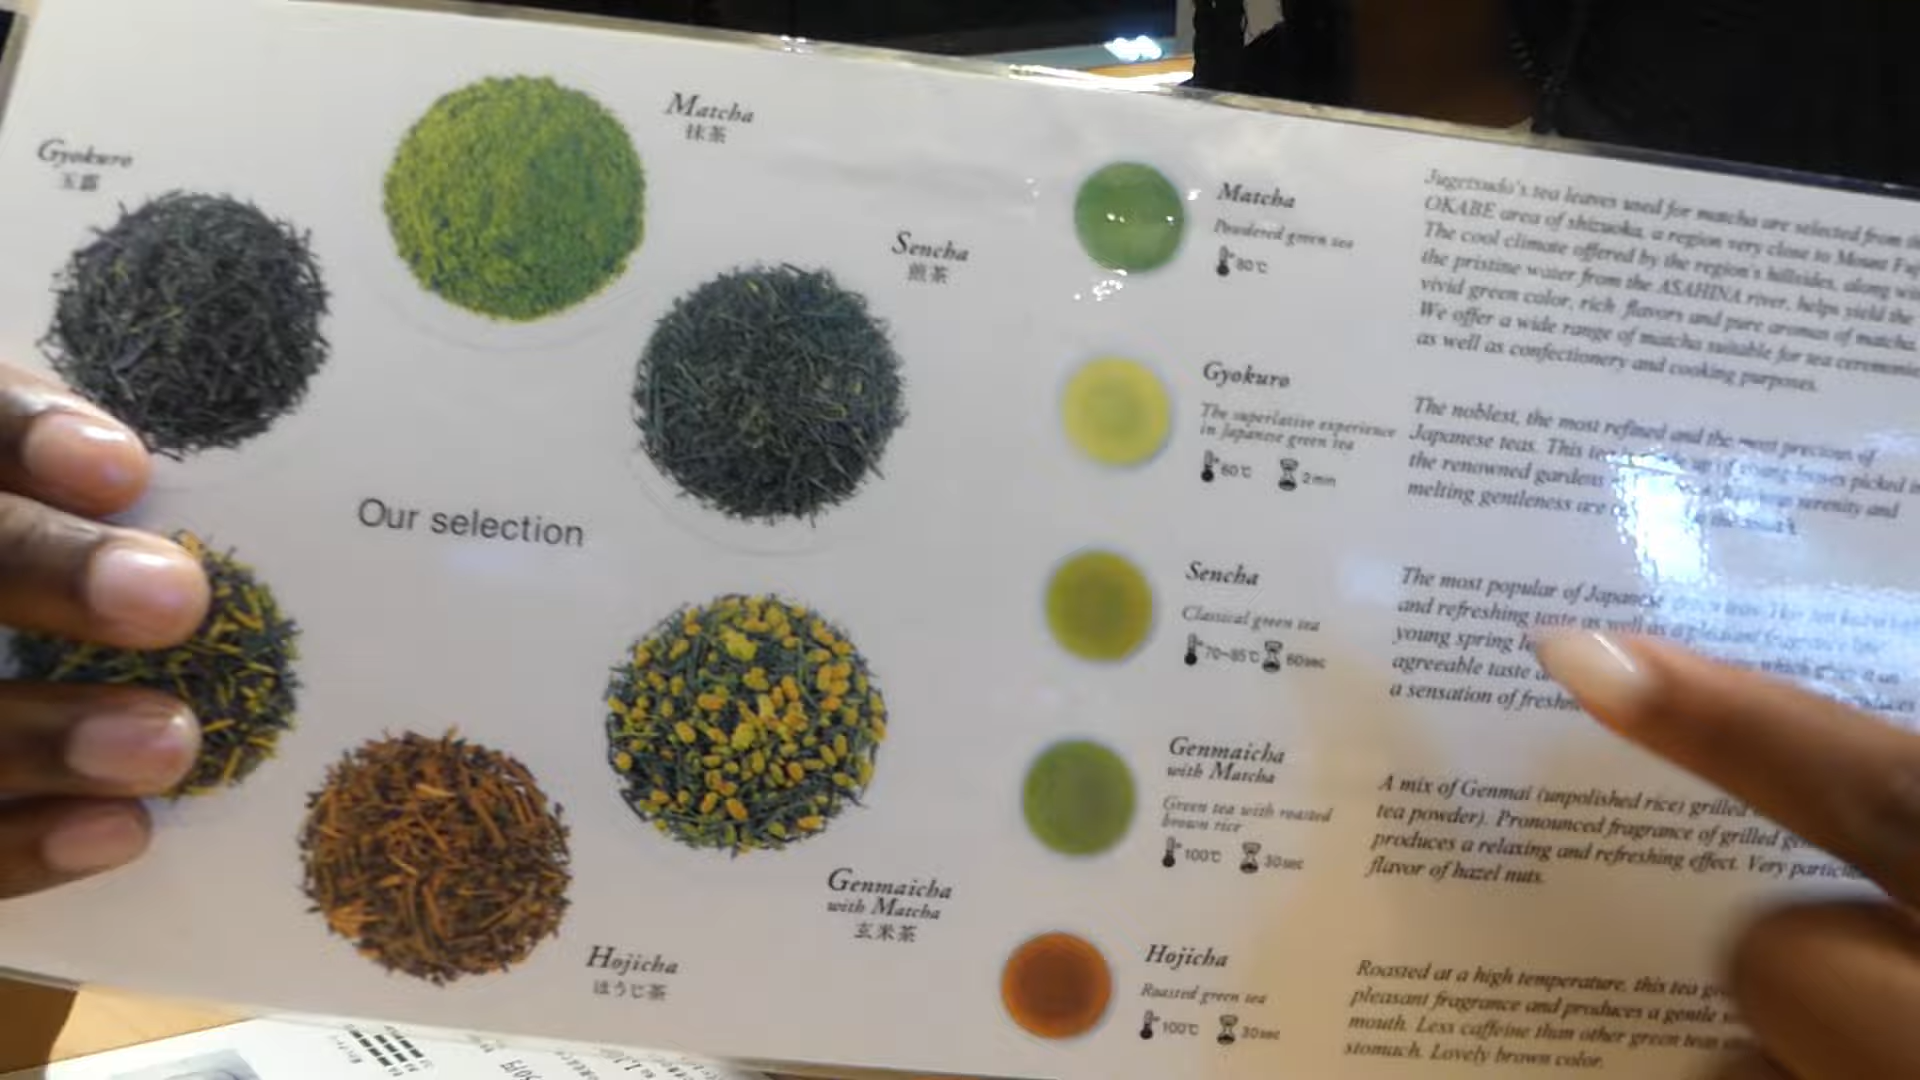 Matcha
抹茶
Gyokuro
玉露
Sencha
煎茶
Our selection
Genmaicha
with Matcha
玄米茶
Hojicha
ほうじ茶
Matcha
Powdered green tea
80℃
Jugetsudo's tea leaves used for matcha are selected from
OKABE area of shizuoka, a region very close to Mount
The cool climate offered by the region's hillsides, along
the pristine water from the ASAHINA river, helps yield the
vivid green color, rich flavors and pure aromas of matcha.
We offer a wide range of matcha suitable for tea
as well as confectionery and cooking purposes.
Gyokuro
The superlative experience
in Japanese green tea
60℃ 2min
The noblest, the most refined and the most precious of
Japanese teas. This picked
the renowned gardens serenity and
melting gentleness are
Sencha
Classical green tea
70~85℃ 60sec
The most popular of Japanese
and refreshing taste as well as
young spring
agreeable taste
a sensation of
Genmaicha
with Matcha
Green tea with roasted
brown rice
100℃ 30sec
A mix of Genmai (unpolished rice) grilled
tea powder). Pronounced fragrance of grilled
produces a relaxing and refreshing effect. Very
flavor of hazel nuts.
Hojicha
Roasted green tea
100℃ 30sec
Roasted at a high temperature, this tea
pleasant fragrance and produces a gentle
mouth. Less caffeine than other green teas
stomach. Lovely brown color.